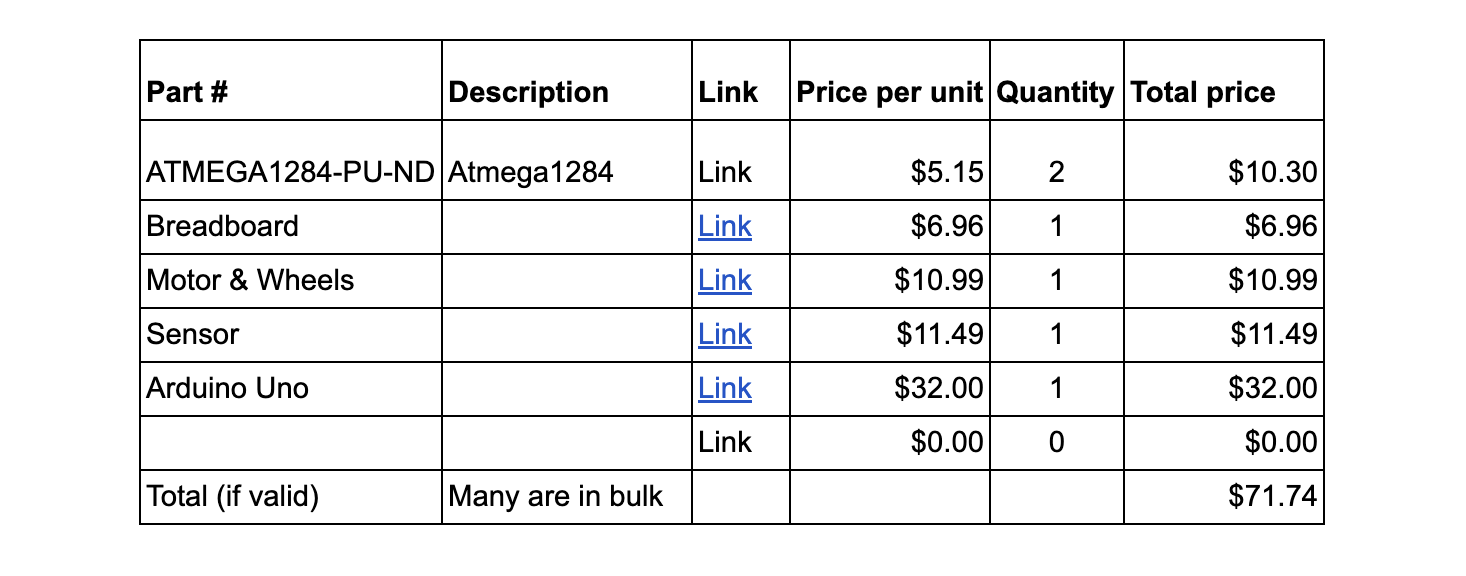 Part # Description Link Price per unit Quantity Total price
ATMEGA1284-PU-ND Atmega1284 Link $5.15 2 $10.30
Breadboard Link $6.96 1 $6.96
Motor & Wheels Link $10.99 1 $10.99
Sensor Link $11.49 1 $11.49
Arduino Uno Link $32.00 1 $32.00
Link $0.00 0 $0.00
Total (if valid) Many are in bulk $71.74